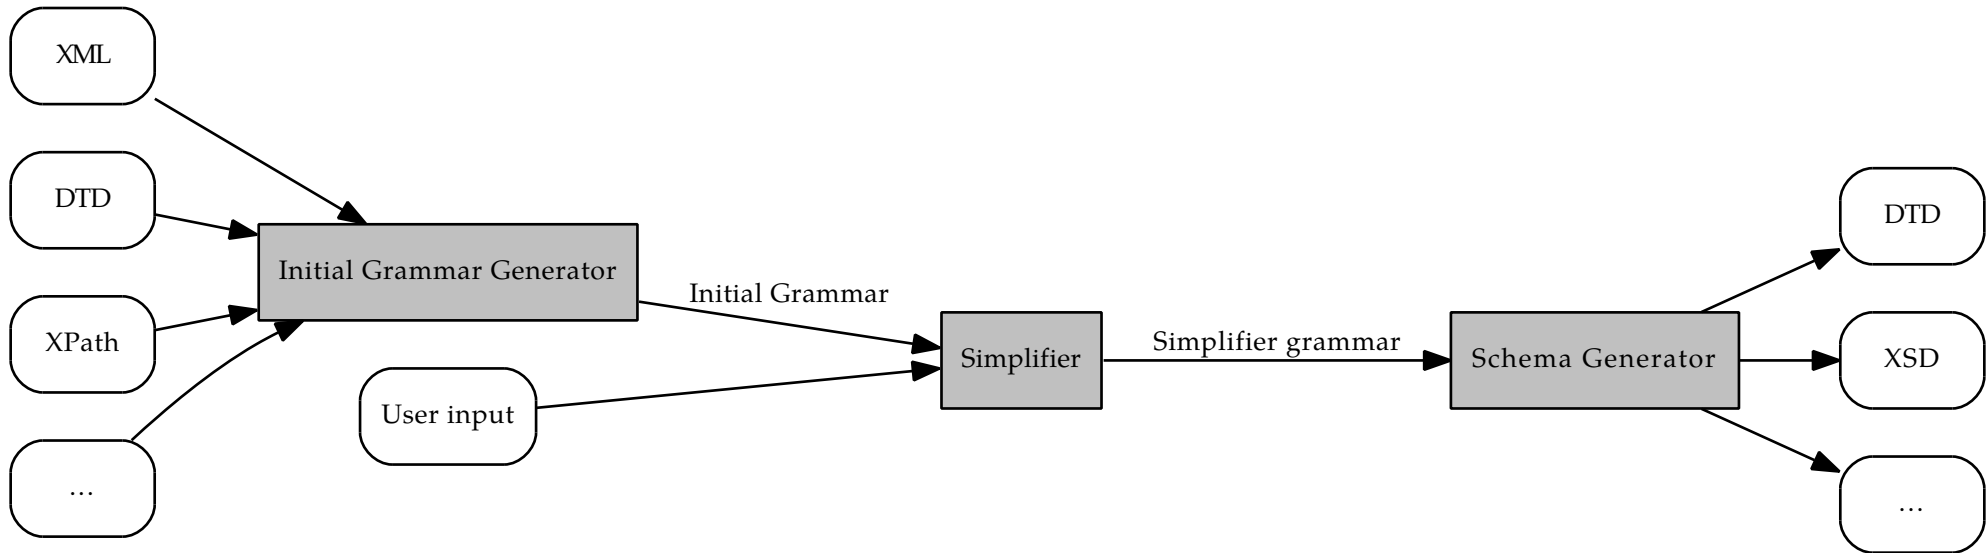 XML
DTD
XPath
...
Initial Grammar Generator
User input
Initial Grammar
Simplifier
Simplifier grammar
Schema Generator
DTD
XSD
...